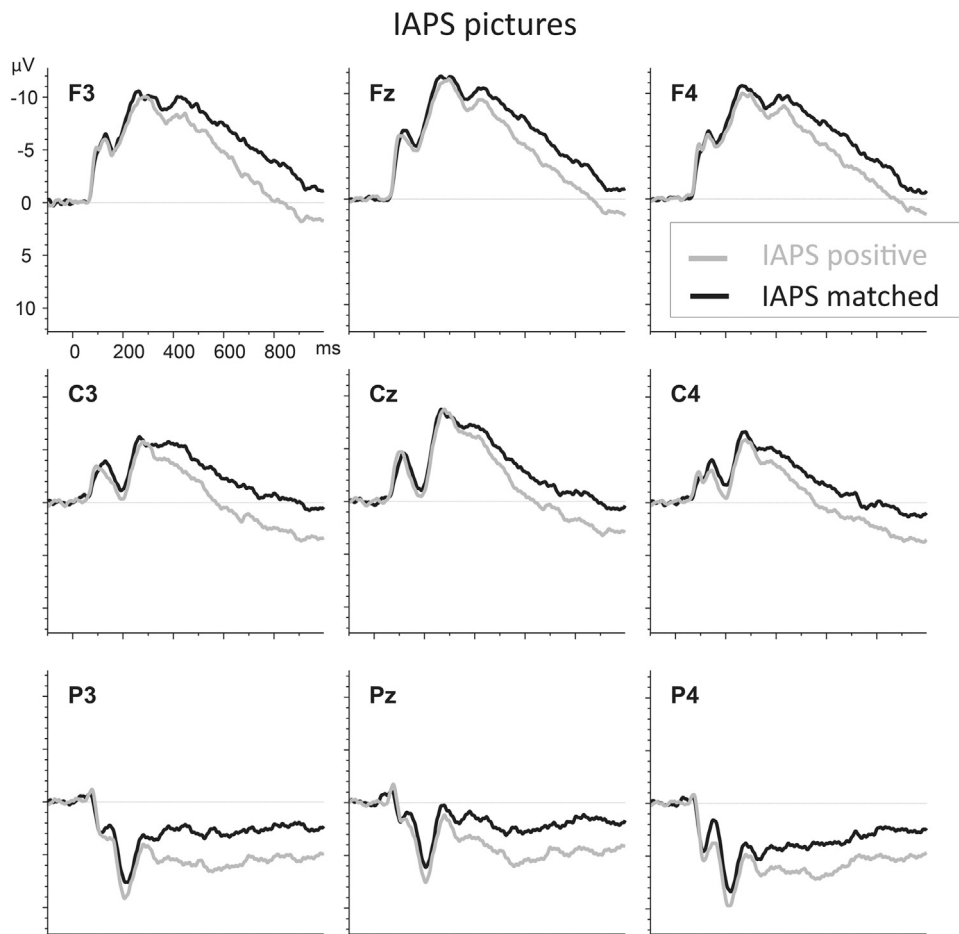 IAPS pictures
µV
-10
-5
0
5
10
F3
Fz
F4
IAPS positive
IAPS matched
0 200 400 600 800 ms
C3
Cz
C4
P3
Pz
P4